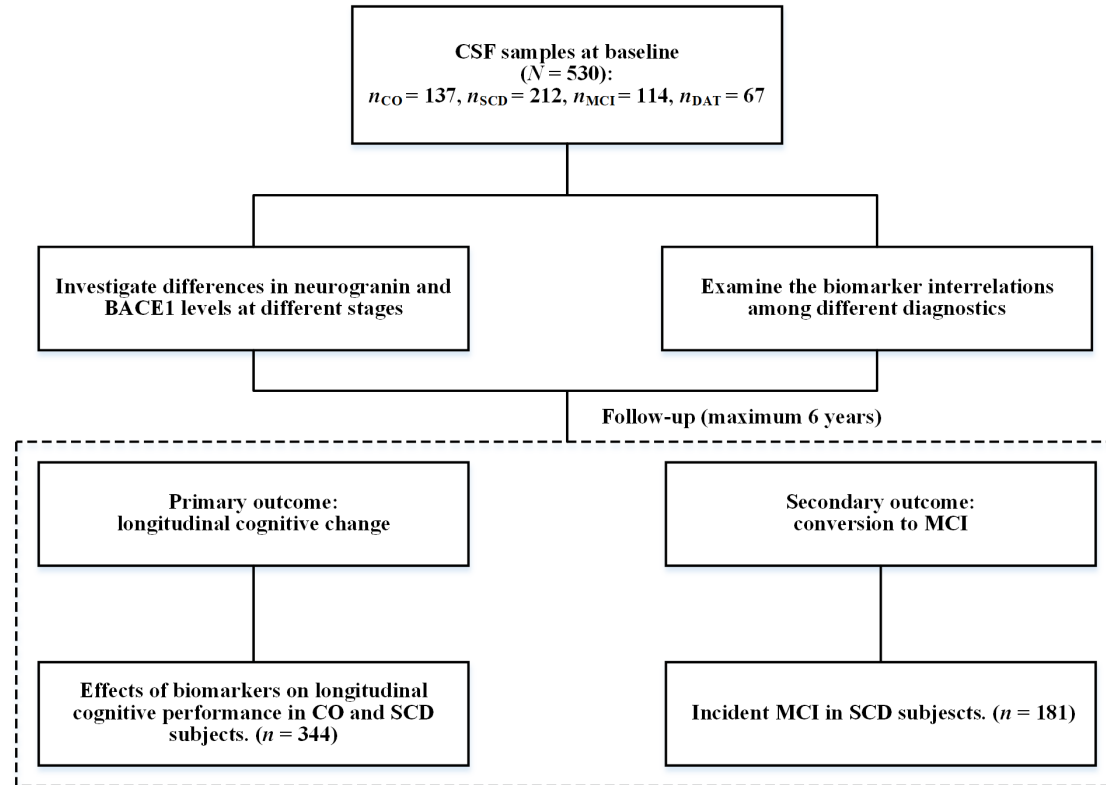 CSF samples at baseline
(N = 530):
nCO = 137, nSCD = 212, nMCI = 114, nDAT = 67
Investigate differences in neurogranin and
BACE1 levels at different stages
Examine the biomarker interrelations
among different diagnostics
Follow-up (maximum 6 years)
Primary outcome:
longitudinal cognitive change
Secondary outcome:
conversion to MCI
Effects of biomarkers on longitudinal
cognitive performance in CO and SCD
subjects. (n = 344)
Incident MCI in SCD subjescts. (n = 181)